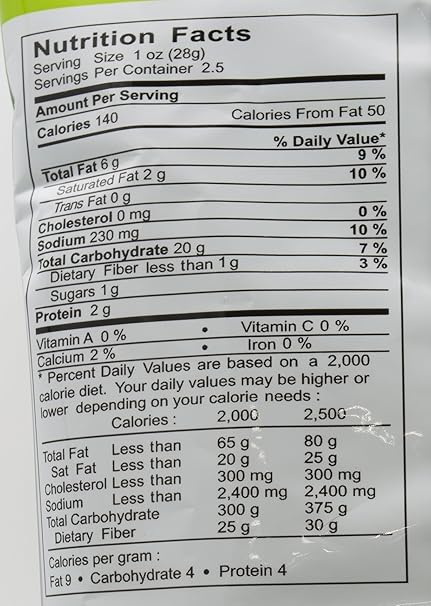 Nutrition Facts
Serving Size 1 oz (28g)
Servings Per Container 2.5
Amount Per Serving
Calories 140 Calories From Fat 50
% Daily Value*
Total Fat 6 g 9 %
Saturated Fat 2 g 10 %
Trans Fat 0 g
Cholesterol 0 mg 0 %
Sodium 230 mg 10 %
Total Carbohydrate 20 g 7 %
Dietary Fiber less than 1 g 3 %
Sugars 1 g
Protein 2 g
Vitamin A 0 % • Vitamin C 0 %
Calcium 2 % • Iron 0 %
* Percent Daily Values are based on a 2,000
calorie diet. Your daily values may be higher or
lower depending on your calorie needs :
Calories : 2,000 2,500
Total Fat Less than 65 g 80 g
Sat Fat Less than 20 g 25 g
Cholesterol Less than 300 mg 300 mg
Sodium Less than 2,400 mg 2,400 mg
Total Carbohydrate 300 g 375 g
Dietary Fiber 25 g 30 g
Calories per gram :
Fat 9 • Carbohydrate 4 • Protein 4